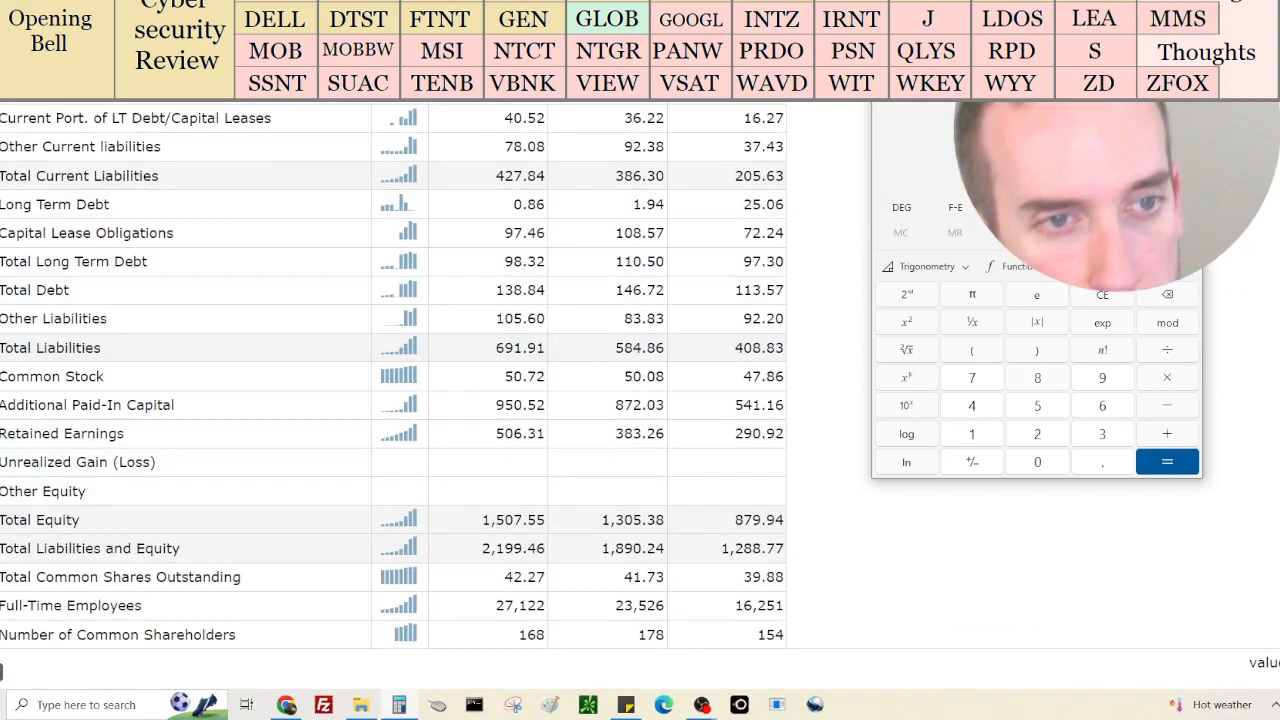 Opening
Bell
Cyber
security
Review
DELL DTST FTNT GEN GLOB GOOGL INTZ IRNT J LDOS LEA MMS
MOB MOBBW MSI NTCT NTGR PANW PRDO PSN QLYS RPD S Thoughts
SSNT SUAC TENB VBNK VIEW VSAT WAVD WIT WKEY WYY ZD ZFOX
Current Port. of LT Debt/Capital Leases 40.52 36.22 16.27
Other Current liabilities 78.08 92.38 37.43
Total Current Liabilities 427.84 386.30 205.63
Long Term Debt 0.86 1.94 25.06
Capital Lease Obligations 97.46 108.57 72.24
Total Long Term Debt 98.32 110.50 97.30
Total Debt 138.84 146.72 113.57
Other Liabilities 105.60 83.83 92.20
Total Liabilities 691.91 584.86 408.83
Common Stock 50.72 50.08 47.86
Additional Paid-In Capital 950.52 872.03 541.16
Retained Earnings 506.31 383.26 290.92
Unrealized Gain (Loss)
Other Equity
Total Equity 1,507.55 1,305.38 879.94
Total Liabilities and Equity 2,199.46 1,890.24 1,288.77
Total Common Shares Outstanding 42.27 41.73 39.88
Full-Time Employees 27,122 23,526 16,251
Number of Common Shareholders 168 178 154
DEG F-E
MC MR
Trigonometry f
2ⁿᵈ π e CE
x² ¹/x |x| exp mod
²√x ( ) n! ÷
xʸ 7 8 9 ×
10ˣ 4 5 6 −
log 1 2 3 +
ln +/− 0 . =
Type here to search
Hot weather